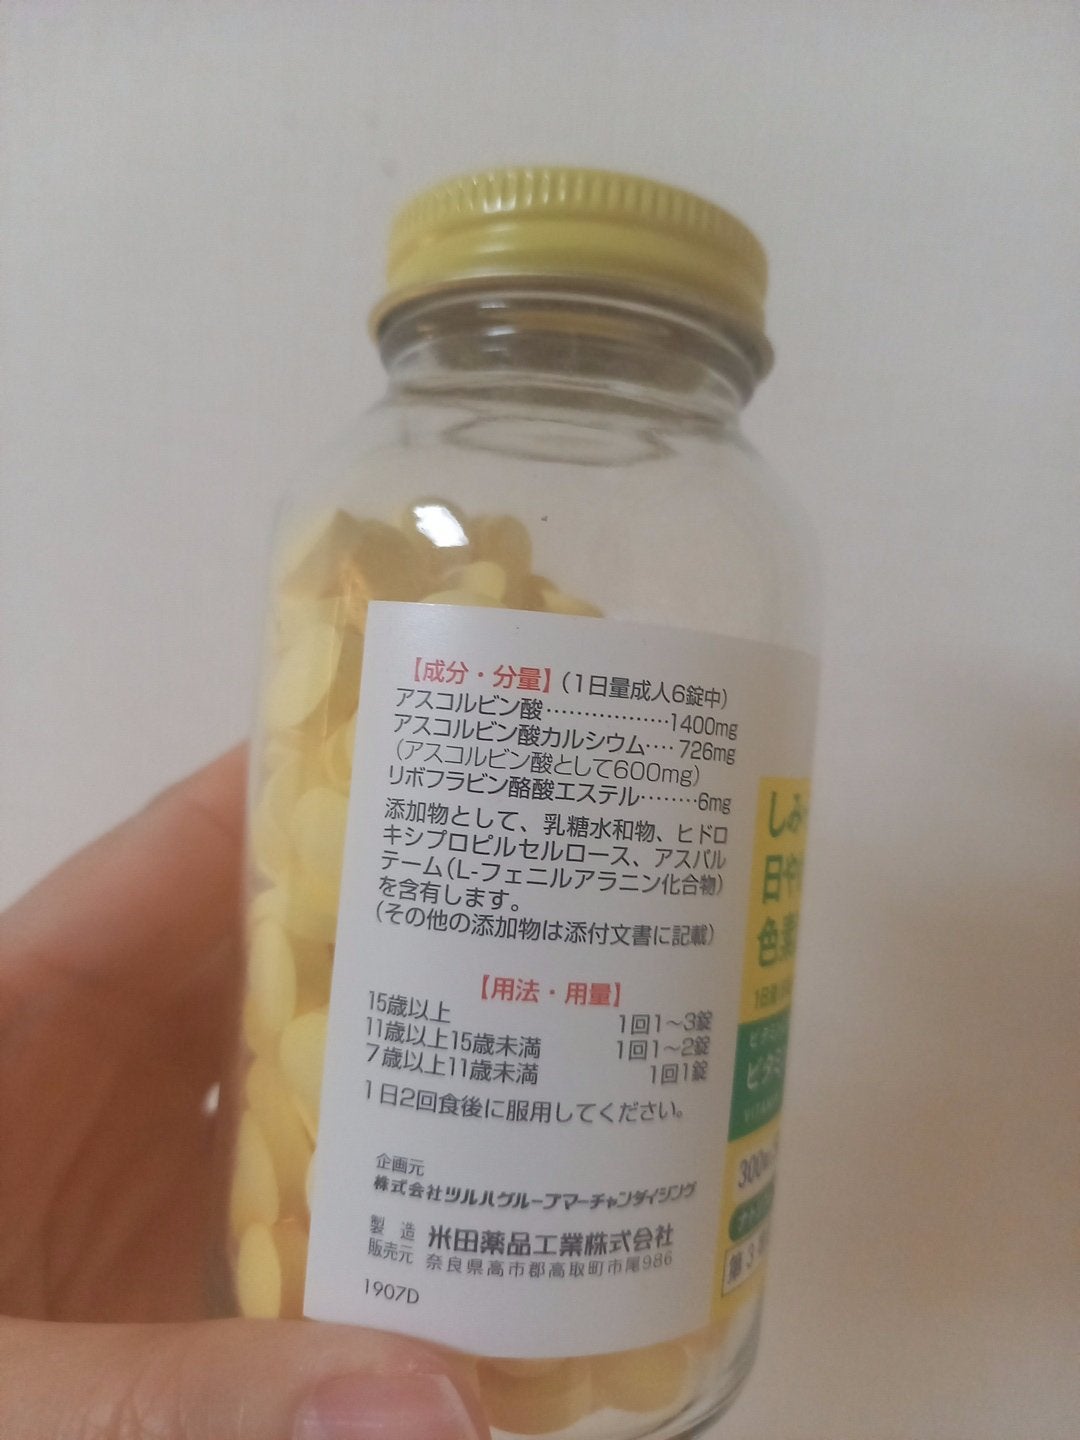 【成分・分量】(1日量成人6錠中)
アスコルビン酸………………1400mg
アスコルビン酸カルシウム‥‥726mg
(アスコルビン酸として600mg)
リボフラビン酪酸エステル………6mg
添加物として、乳糖水和物、ヒドロ
キシプロピルセルロース、アスパル
テーム(L-フェニルアラニン化合物)
を含有します。
(その他の添加物は添付文書に記載)
【用法・用量】
15歳以上 1回1〜3錠
11歳以上15歳未満 1回1〜2錠
7歳以上11歳未満 1回1錠
1日2回食後に服用してください。
企画元
株式会社ツルハグループマーチャンダイジング
製造
販売元
米田薬品工業株式会社
奈良県高市郡高取町市尾986
1907D
しみ
日や
色素
ビタミ
300
第3